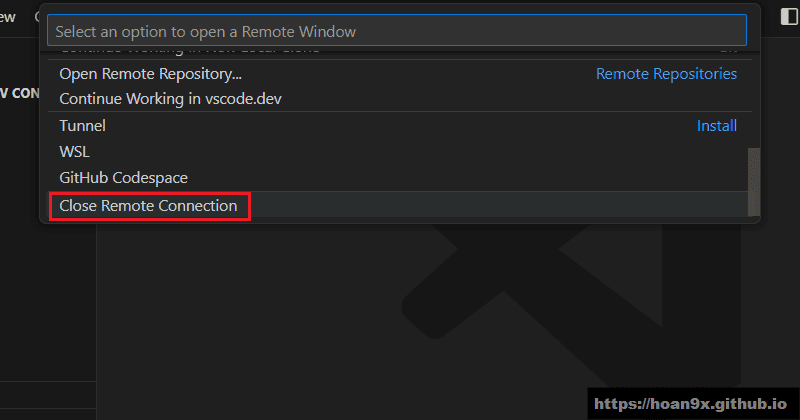 ew
Select an option to open a Remote Window
Open Remote Repository...
Remote Repositories
V CON
Continue Working in vscode.dev
Tunnel
Install
WSL
GitHub Codespace
Close Remote Connection
https://hoan9x.github.io